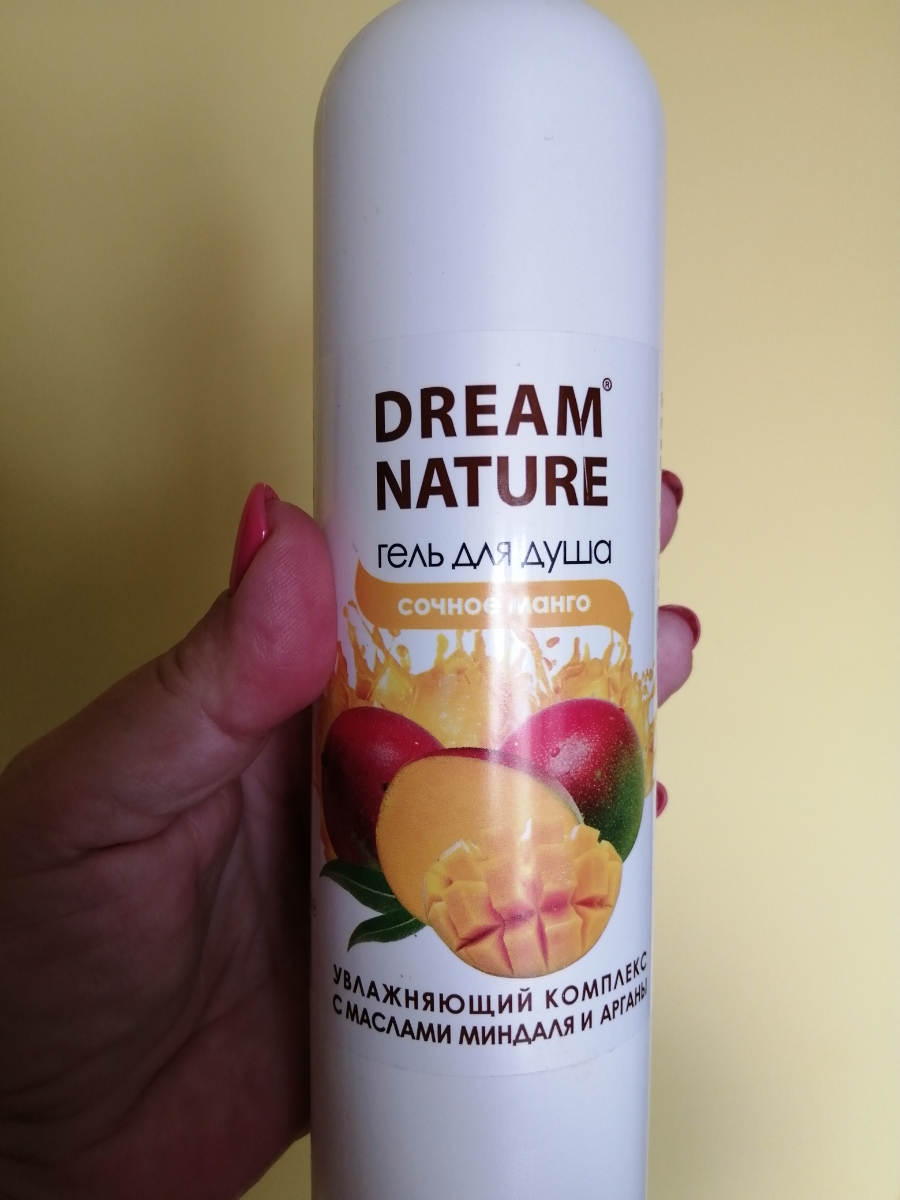 DREAM®
NATURE
гель для душа
сочное манго
УВЛАЖНЯЮЩИЙ КОМПЛЕКС
С МАСЛАМИ МИНДАЛЯ И АРГАНЫ